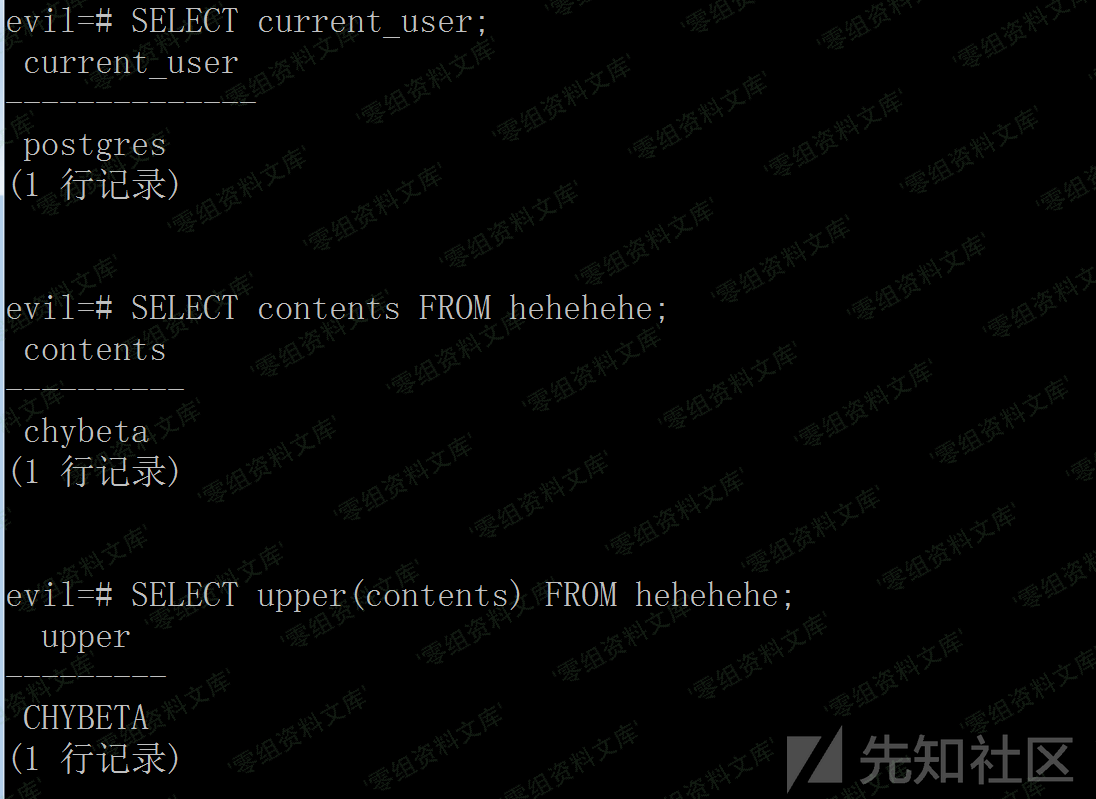 evil=# SELECT current_user;
current_user
--------------
postgres
(1 行记录)
evil=# SELECT contents FROM hehehehe;
contents
----------
chybeta
(1 行记录)
evil=# SELECT upper(contents) FROM hehehehe;
upper
---------
CHYBETA
(1 行记录)
先知社区
'零组资料文库'